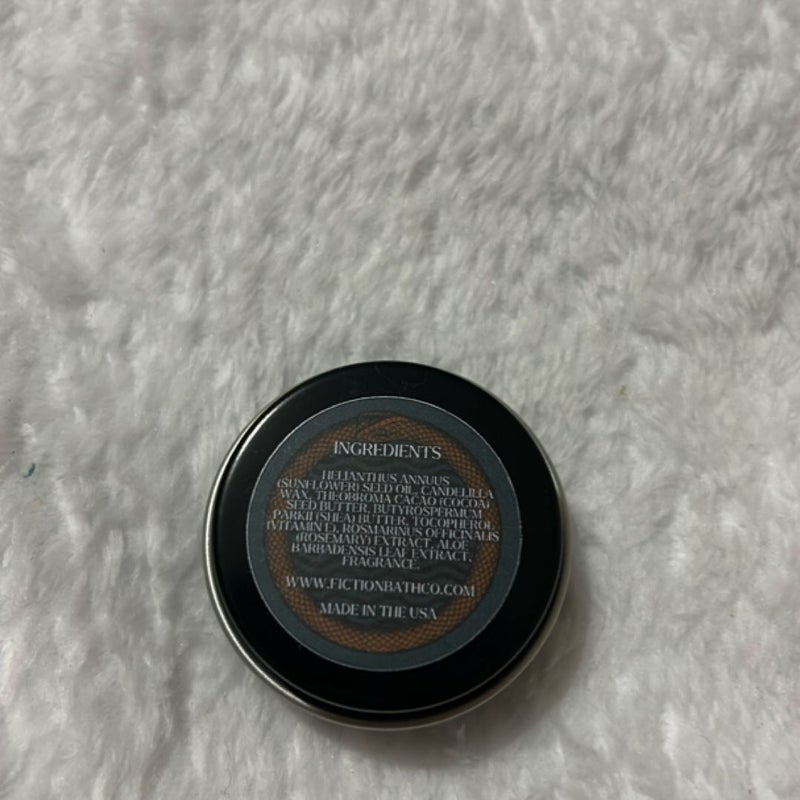 INGREDIENTS
HELIANTHUS ANNUUS
(SUNFLOWER) SEED OIL, CANDELILLA
WAX, THEOBROMA CACAO (COCOA)
SEED BUTTER, BUTYROSPERMUM
PARKII (SHEA) BUTTER, TOCOPHEROL
(VITAMIN E), ROSMARINUS OFFICINALIS
(ROSEMARY) EXTRACT, ALOE
BARBADENSIS LEAF EXTRACT,
FRAGRANCE.
WWW.FICTIONBATHCO.COM
MADE IN THE USA